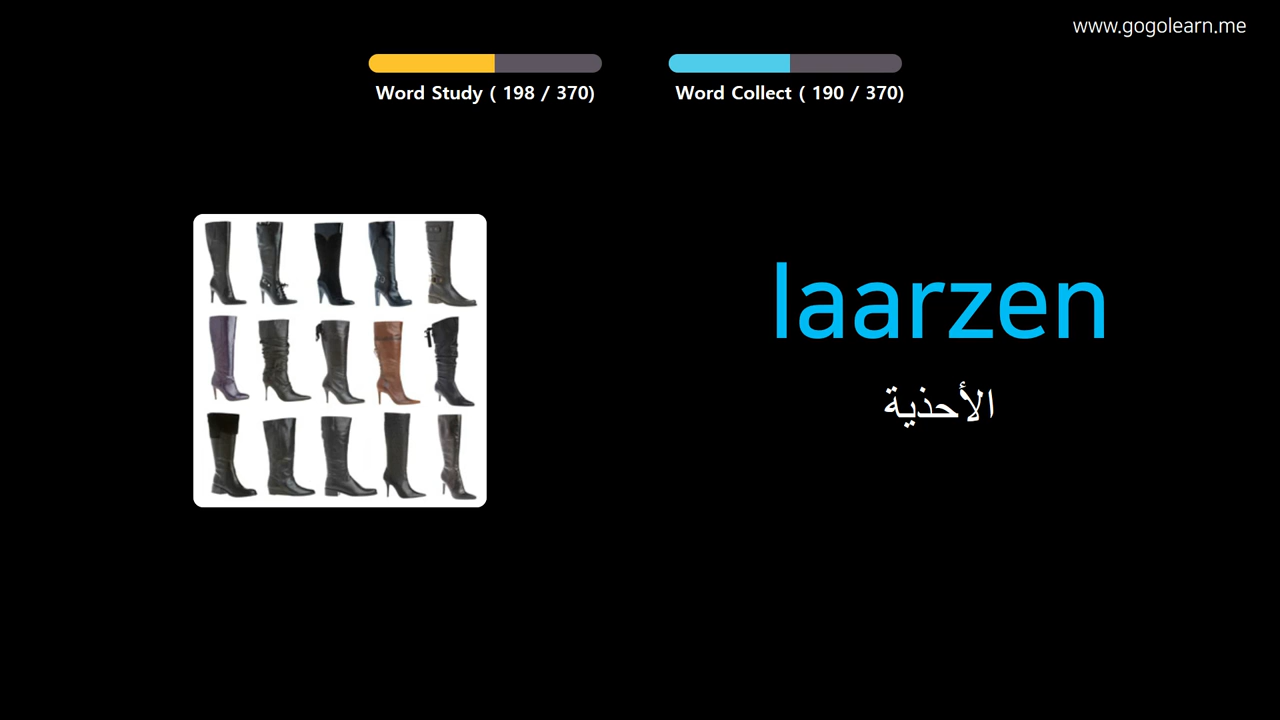 www.gogolearn.me
Word Study ( 198 / 370)
Word Collect ( 190 / 370)
laarzen
الأحذية